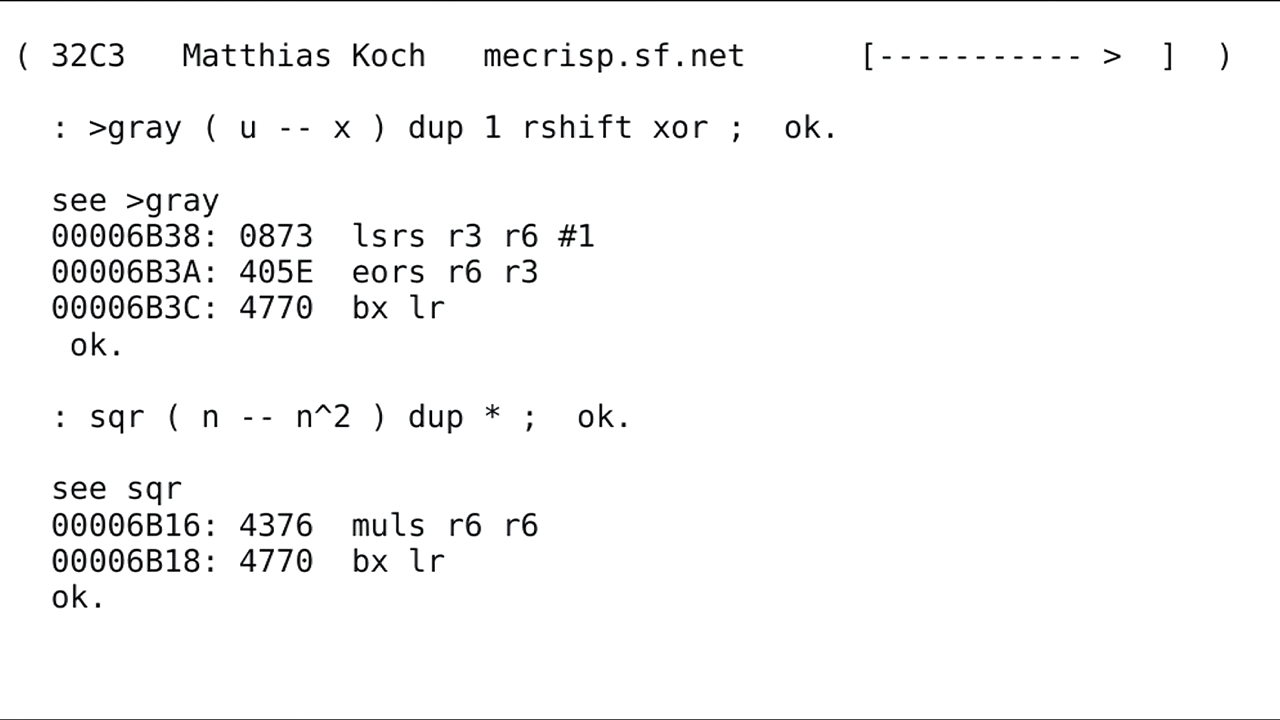 ( 32C3   Matthias Koch   mecrisp.sf.net      [----------- >  ]  )
: >gray ( u -- x ) dup 1 rshift xor ;  ok.
see >gray
00006B38: 0873  lsrs r3 r6 #1
00006B3A: 405E  eors r6 r3
00006B3C: 4770  bx lr
ok.
: sqr ( n -- n^2 ) dup * ;  ok.
see sqr
00006B16: 4376  muls r6 r6
00006B18: 4770  bx lr
ok.